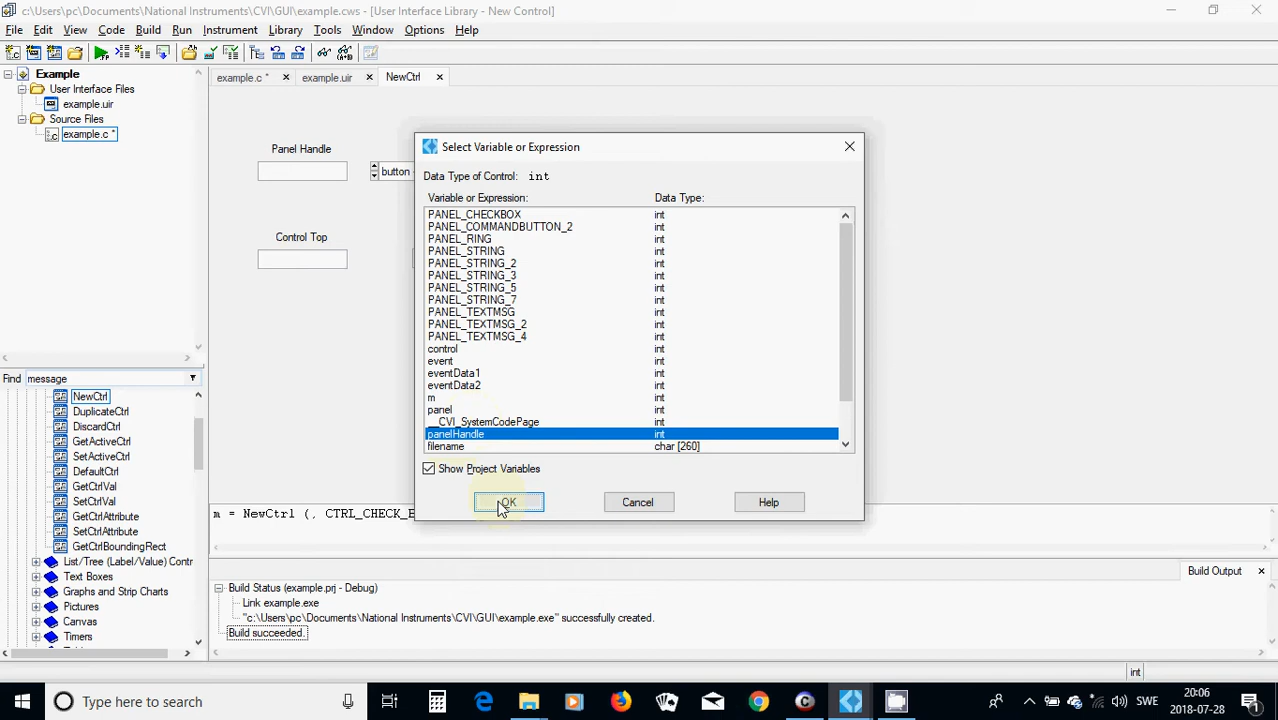 c:\Users\pc\Documents\National Instruments\CVI\GUI\example.cws - [User Interface Library - New Control]
File Edit View Code Build Run Instrument Library Tools Window Options Help
Example
User Interface Files
example.uir
Source Files
example.c *
example.c * example.uir NewCtrl
Panel Handle
button
Control Top
Select Variable or Expression
Data Type of Control: int
Variable or Expression: Data Type:
PANEL_CHECKBOX int
PANEL_COMMANDBUTTON_2 int
PANEL_RING int
PANEL_STRING int
PANEL_STRING_2 int
PANEL_STRING_3 int
PANEL_STRING_5 int
PANEL_STRING_7 int
PANEL_TEXTMSG int
PANEL_TEXTMSG_2 int
PANEL_TEXTMSG_4 int
control int
event int
eventData1 int
eventData2 int
m int
panel int
__CVI_SystemCodePage int
panelHandle int
filename char [260]
Show Project Variables
OK Cancel Help
Find message
NewCtrl
DuplicateCtrl
DiscardCtrl
GetActiveCtrl
SetActiveCtrl
DefaultCtrl
GetCtrlVal
SetCtrlVal
GetCtrlAttribute
SetCtrlAttribute
GetCtrlBoundingRect
List/Tree (Label/Value) Contr
Text Boxes
Graphs and Strip Charts
Pictures
Canvas
Timers
m = NewCtrl (, CTRL_CHECK_
Build Output
Build Status (example.prj - Debug)
Link example.exe
"c:\Users\pc\Documents\National Instruments\CVI\GUI\example.exe" successfully created.
Build succeeded.
int
Type here to search
SWE
20:06
2018-07-28
1